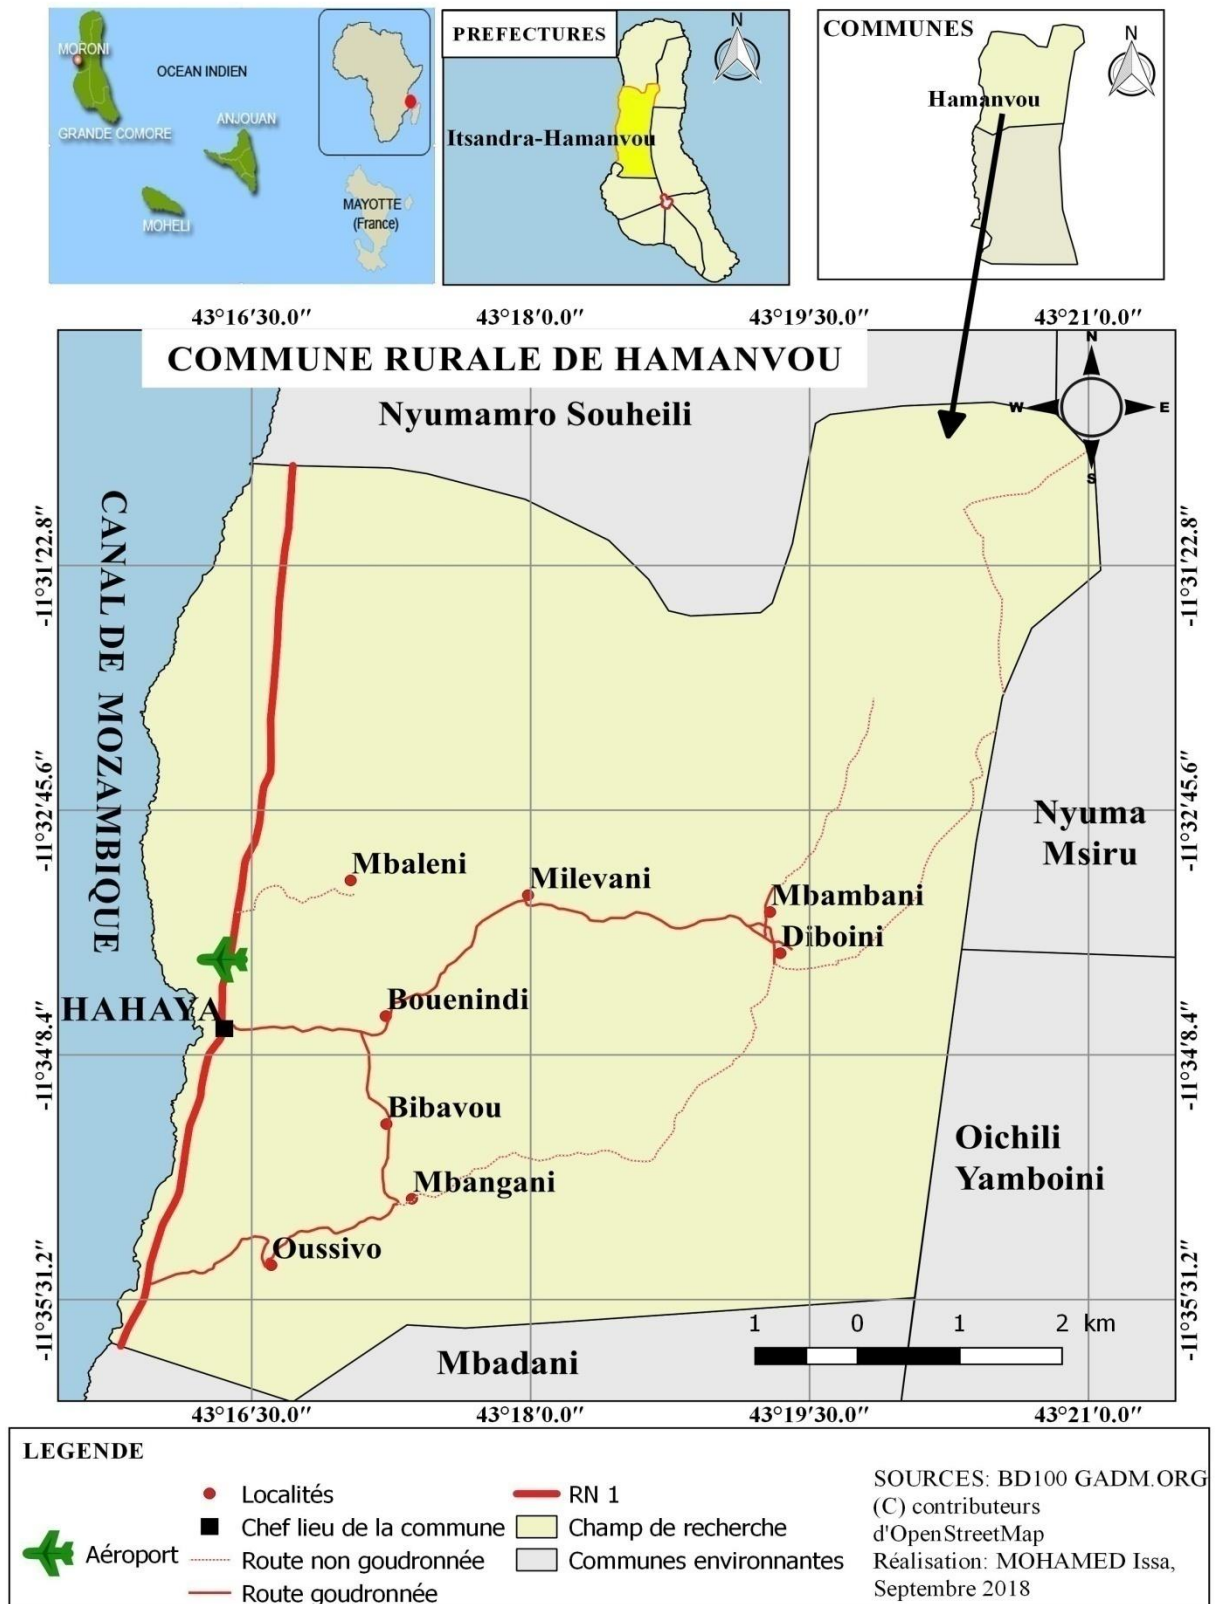 MORONI
OCEAN INDIEN
GRANDE COMORE
ANJOUAN
MOHELI
MAYOTTE
(France)
PREFECTURES
N
Itsandra-Hamanvou
COMMUNES
N
Hamanvou
43°16'30.0"
43°18'0.0"
43°19'30.0"
43°21'0.0"
COMMUNE RURALE DE HAMANVOU
N
W
E
S
Nyumamro Souheili
CANAL DE MOZAMBIQUE
-11°31'22.8"
-11°31'22.8"
-11°32'45.6"
-11°32'45.6"
Nyuma
Msiru
Mbaleni
Milevani
Mbambani
Diboini
HAHAYA
Bouenindi
-11°34'8.4"
-11°34'8.4"
Bibavou
Oichili
Yamboini
Mbangani
Oussivo
-11°35'31.2"
-11°35'31.2"
1 0 1 2 km
Mbadani
43°16'30.0"
43°18'0.0"
43°19'30.0"
43°21'0.0"
LEGENDE
Aéroport
Localités
Chef lieu de la commune
Route non goudronnée
Route goudronnée
RN 1
Champ de recherche
Communes environnantes
SOURCES: BD100 GADM.ORG
(C) contributeurs
d'OpenStreetMap
Réalisation: MOHAMED Issa,
Septembre 2018